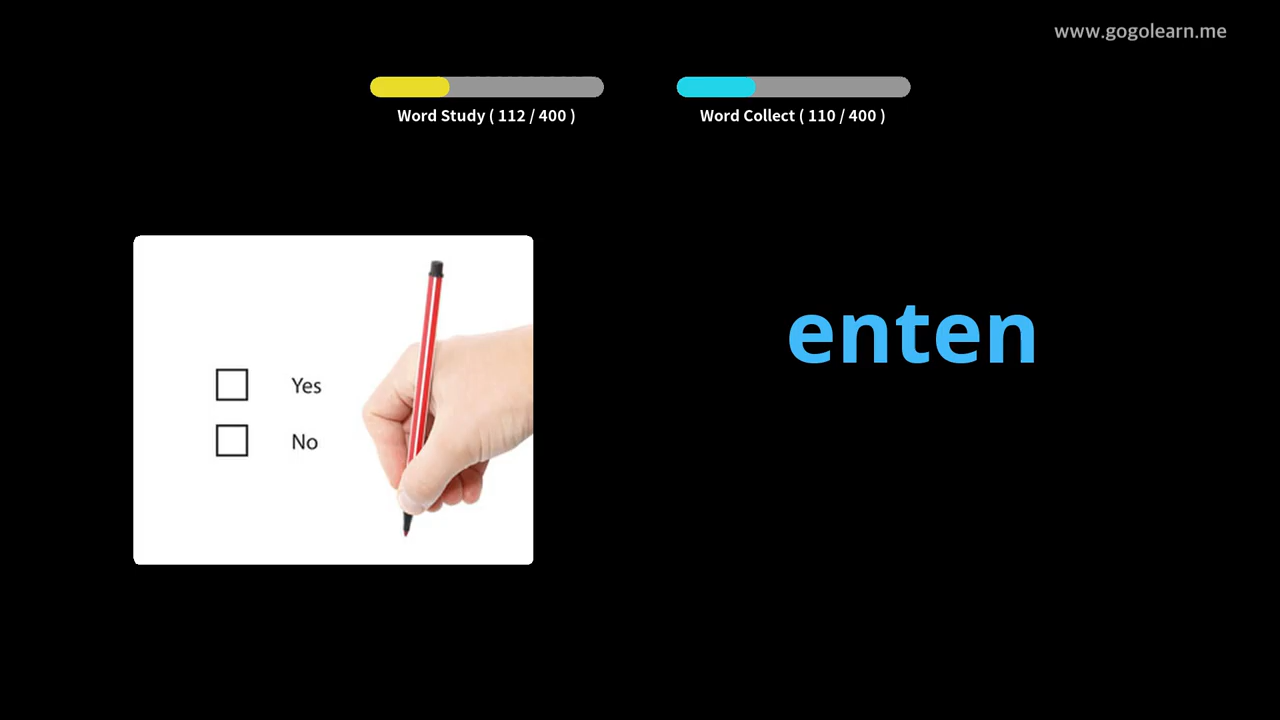 www.gogolearn.me
Word Study ( 112 / 400 )
Word Collect ( 110 / 400 )
enten
Yes
No